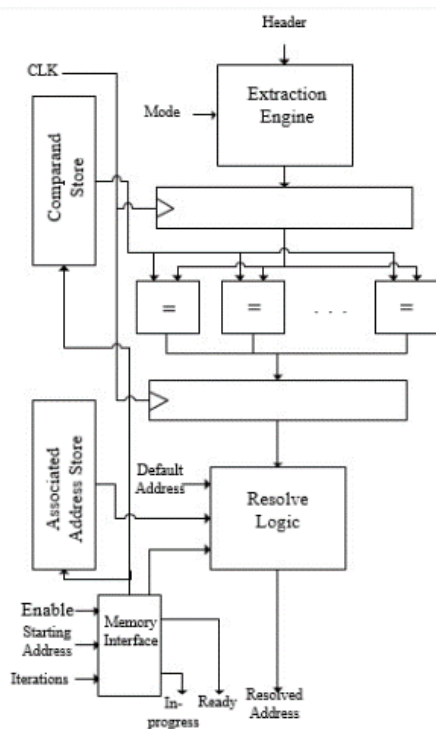 Header
CLK
Extraction
Engine
Mode
Comparand
Store
=
=
. . .
=
Associated
Address Store
Default
Address
Resolve
Logic
Enable
Starting
Address
Iterations
Memory
Interface
In-
progress
Ready
Resolved
Address